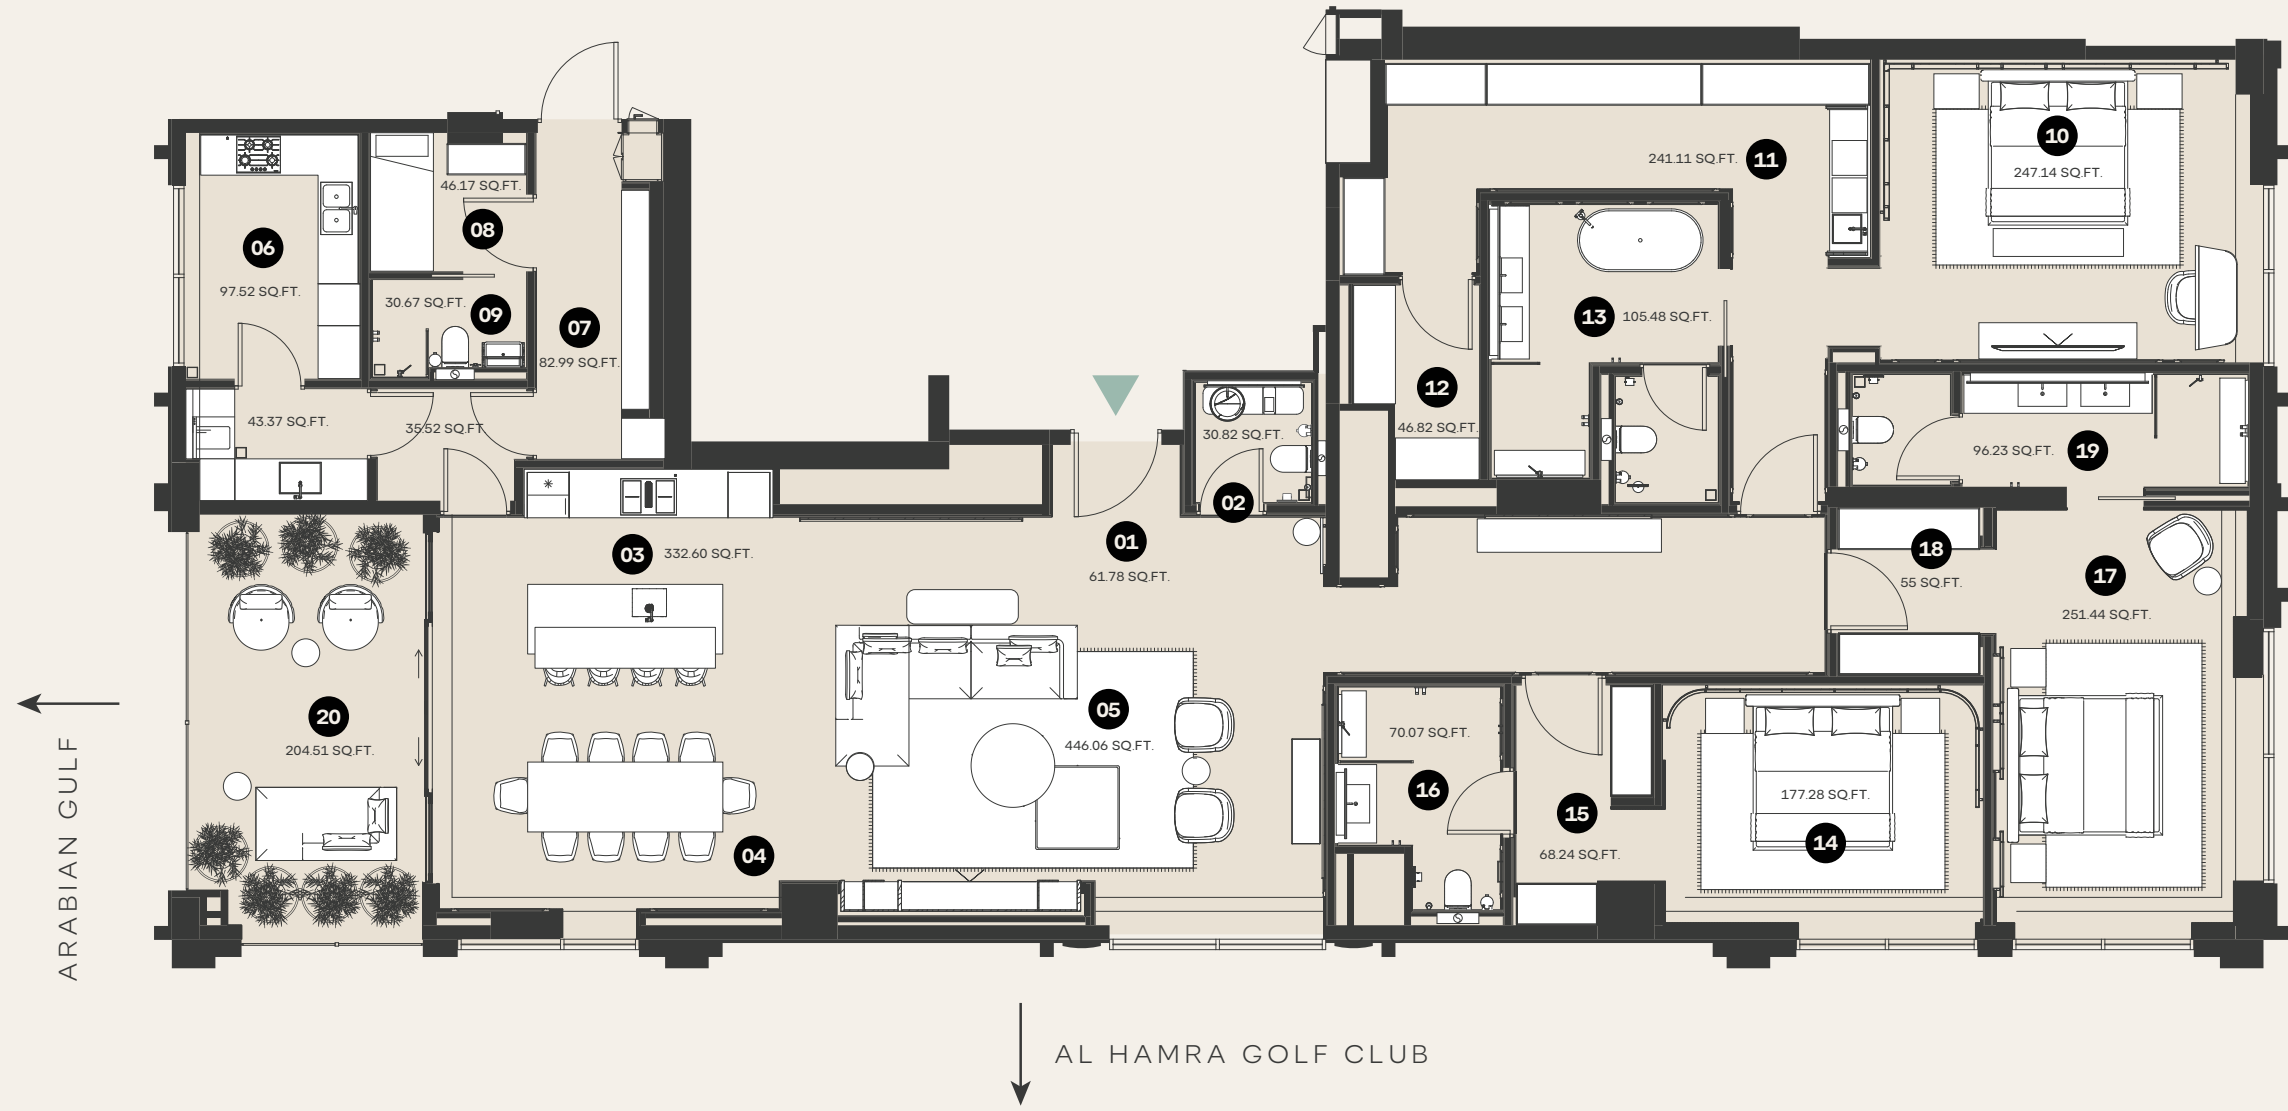 10
247.14 SQ.FT.
241.11 SQ.FT.
11
46.17 SQ.FT.
08
06
97.52 SQ.FT.
30.67 SQ.FT.
09
07
82.99 SQ.FT.
13
105.48 SQ.FT.
12
46.82 SQ.FT.
43.37 SQ.FT.
35.52 SQ.FT.
30.82 SQ.FT.
02
96.23 SQ.FT.
19
03
332.60 SQ.FT.
01
61.78 SQ.FT.
18
55 SQ.FT.
17
251.44 SQ.FT.
20
204.51 SQ.FT.
05
446.06 SQ.FT.
70.07 SQ.FT.
16
15
68.24 SQ.FT.
177.28 SQ.FT.
14
04
ARABIAN GULF
AL HAMRA GOLF CLUB